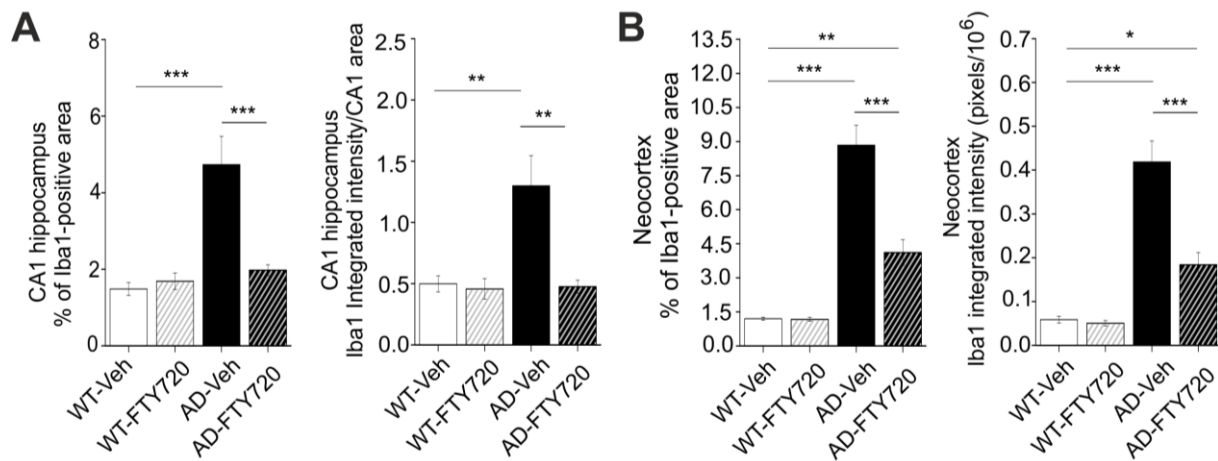 A
CA1 hippocampus
% of Iba1-positive area
8
6
4
2
0
***
***
WT-Veh
WT-FTY720
AD-Veh
AD-FTY720
CA1 hippocampus
Iba1 Integrated intensity/CA1 area
2.5
2.0
1.5
1.0
0.5
0.0
**
**
WT-Veh
WT-FTY720
AD-Veh
AD-FTY720
B
Neocortex
% of Iba1-positive area
13.5
12.0
10.5
9.0
7.5
6.0
4.5
3.0
1.5
0.0
**
***
***
WT-Veh
WT-FTY720
AD-Veh
AD-FTY720
Neocortex
Iba1 integrated intensity (pixels/10⁶)
0.7
0.6
0.5
0.4
0.3
0.2
0.1
0.0
*
***
***
WT-Veh
WT-FTY720
AD-Veh
AD-FTY720